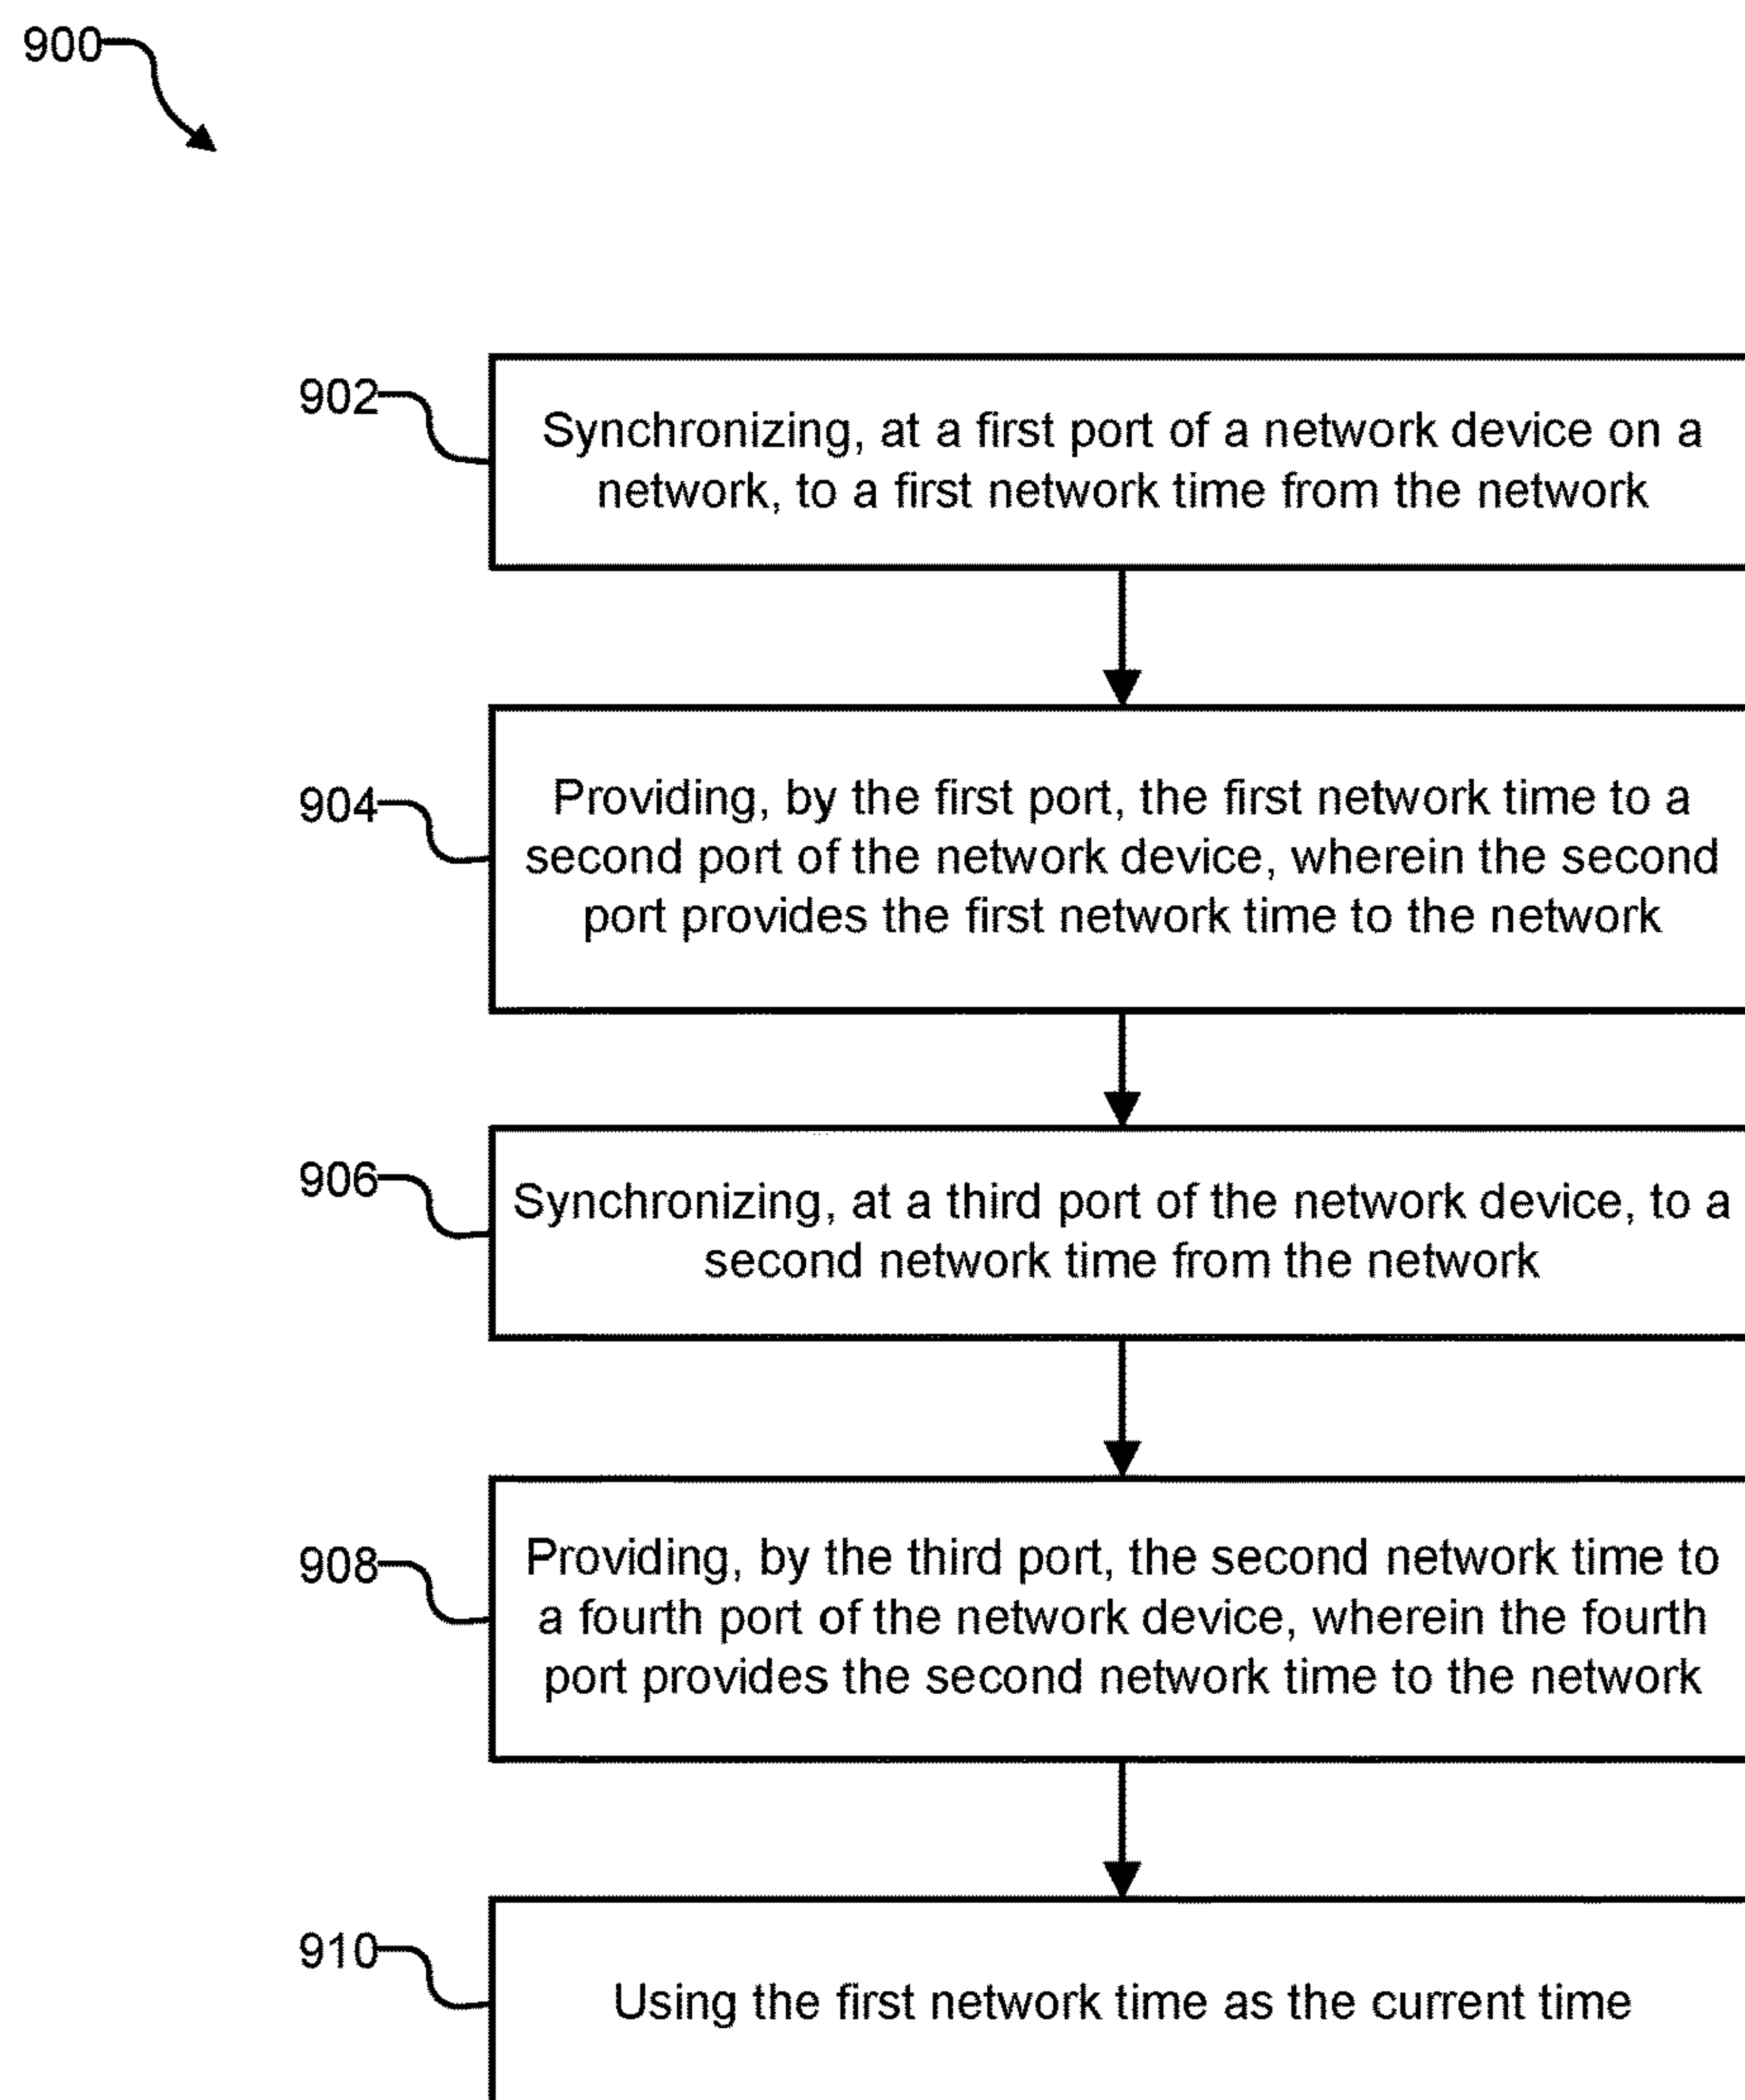 900
902
Synchronizing, at a first port of a network device on a
network, to a first network time from the network
904
Providing, by the first port, the first network time to a
second port of the network device, wherein the second
port provides the first network time to the network
906
Synchronizing, at a third port of the network device, to a
second network time from the network
908
Providing, by the third port, the second network time to
a fourth port of the network device, wherein the fourth
port provides the second network time to the network
910
Using the first network time as the current time